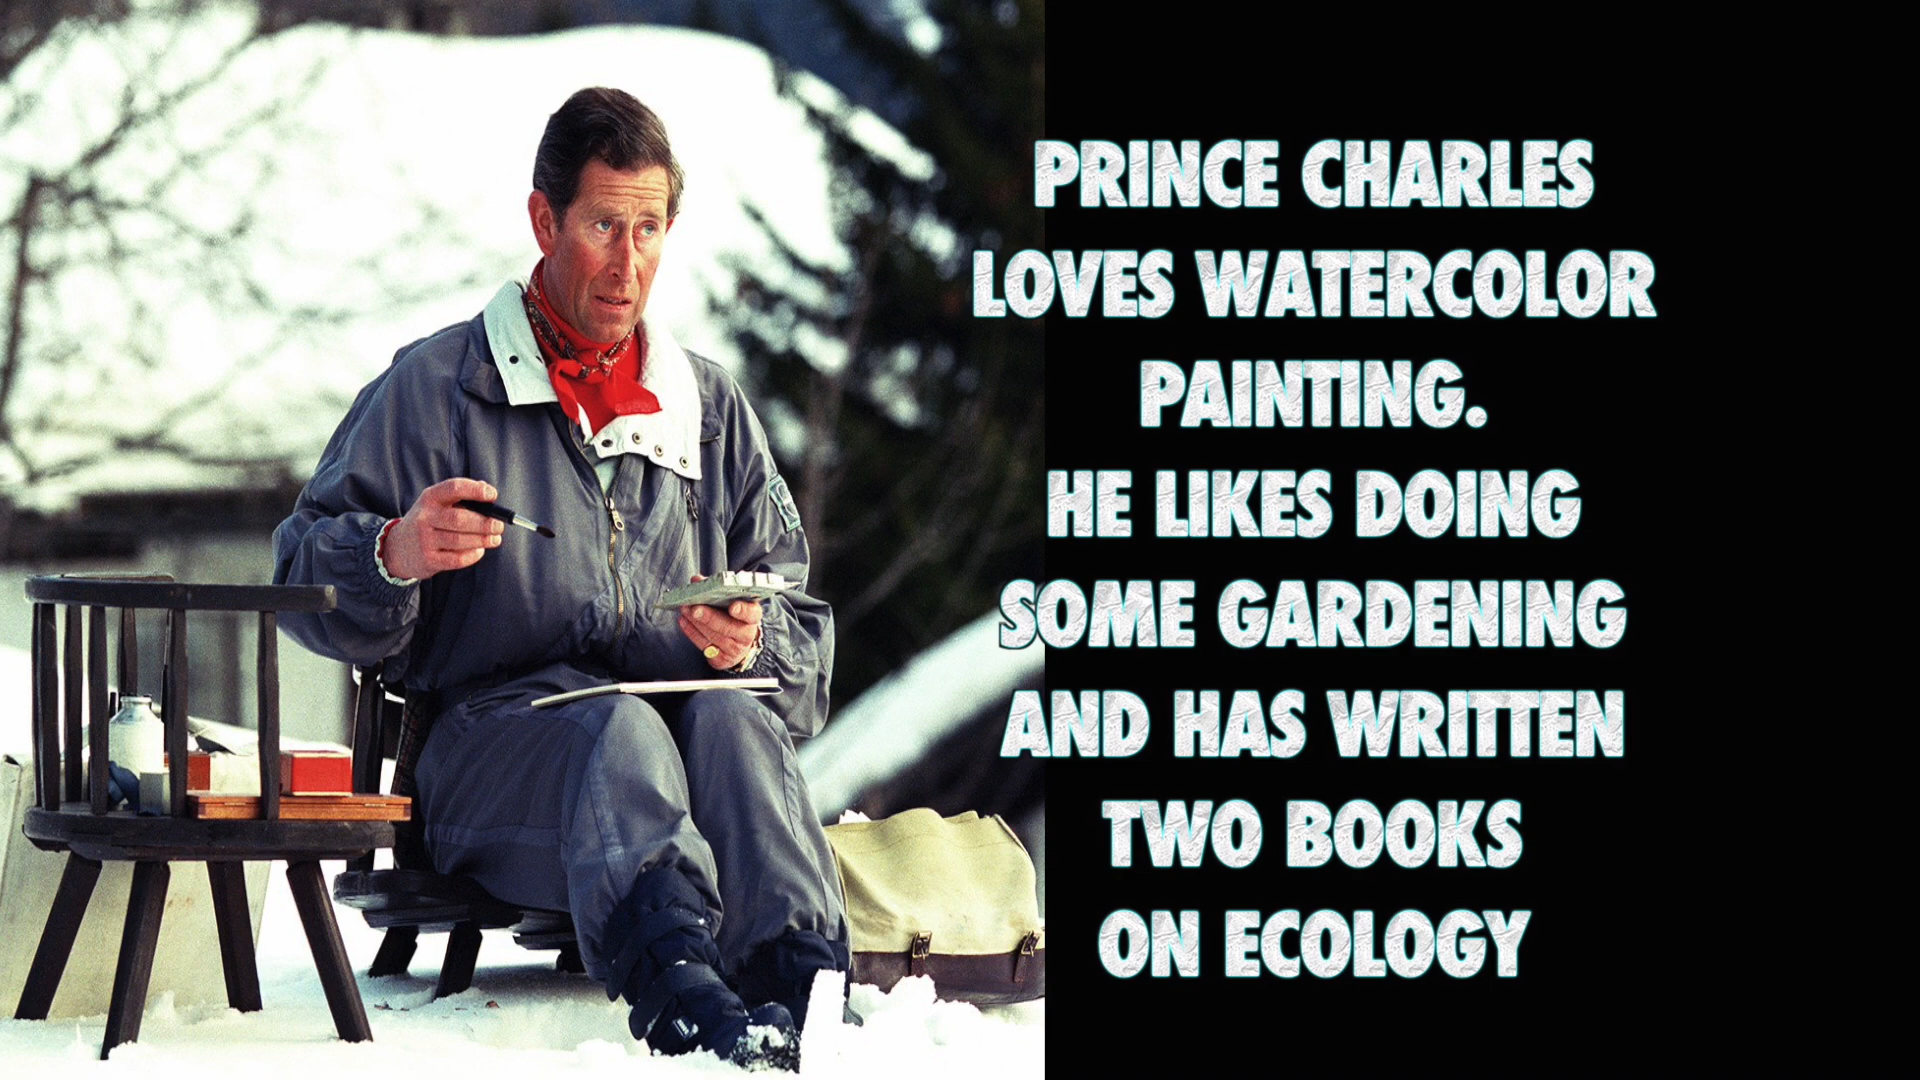 PRINCE CHARLES
LOVES WATERCOLOR
PAINTING.
HE LIKES DOING
SOME GARDENING
AND HAS WRITTEN
TWO BOOKS
ON ECOLOGY